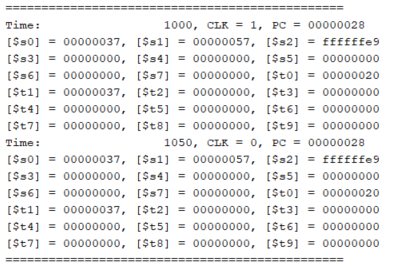 ===============================================
Time: 1000, CLK = 1, PC = 00000028
[$s0] = 00000037, [$s1] = 00000057, [$s2] = ffffffe9
[$s3] = 00000000, [$s4] = 00000000, [$s5] = 00000000
[$s6] = 00000000, [$s7] = 00000000, [$t0] = 00000020
[$t1] = 00000037, [$t2] = 00000000, [$t3] = 00000000
[$t4] = 00000000, [$t5] = 00000000, [$t6] = 00000000
[$t7] = 00000000, [$t8] = 00000000, [$t9] = 00000000
Time: 1050, CLK = 0, PC = 00000028
[$s0] = 00000037, [$s1] = 00000057, [$s2] = ffffffe9
[$s3] = 00000000, [$s4] = 00000000, [$s5] = 00000000
[$s6] = 00000000, [$s7] = 00000000, [$t0] = 00000020
[$t1] = 00000037, [$t2] = 00000000, [$t3] = 00000000
[$t4] = 00000000, [$t5] = 00000000, [$t6] = 00000000
[$t7] = 00000000, [$t8] = 00000000, [$t9] = 00000000
===============================================